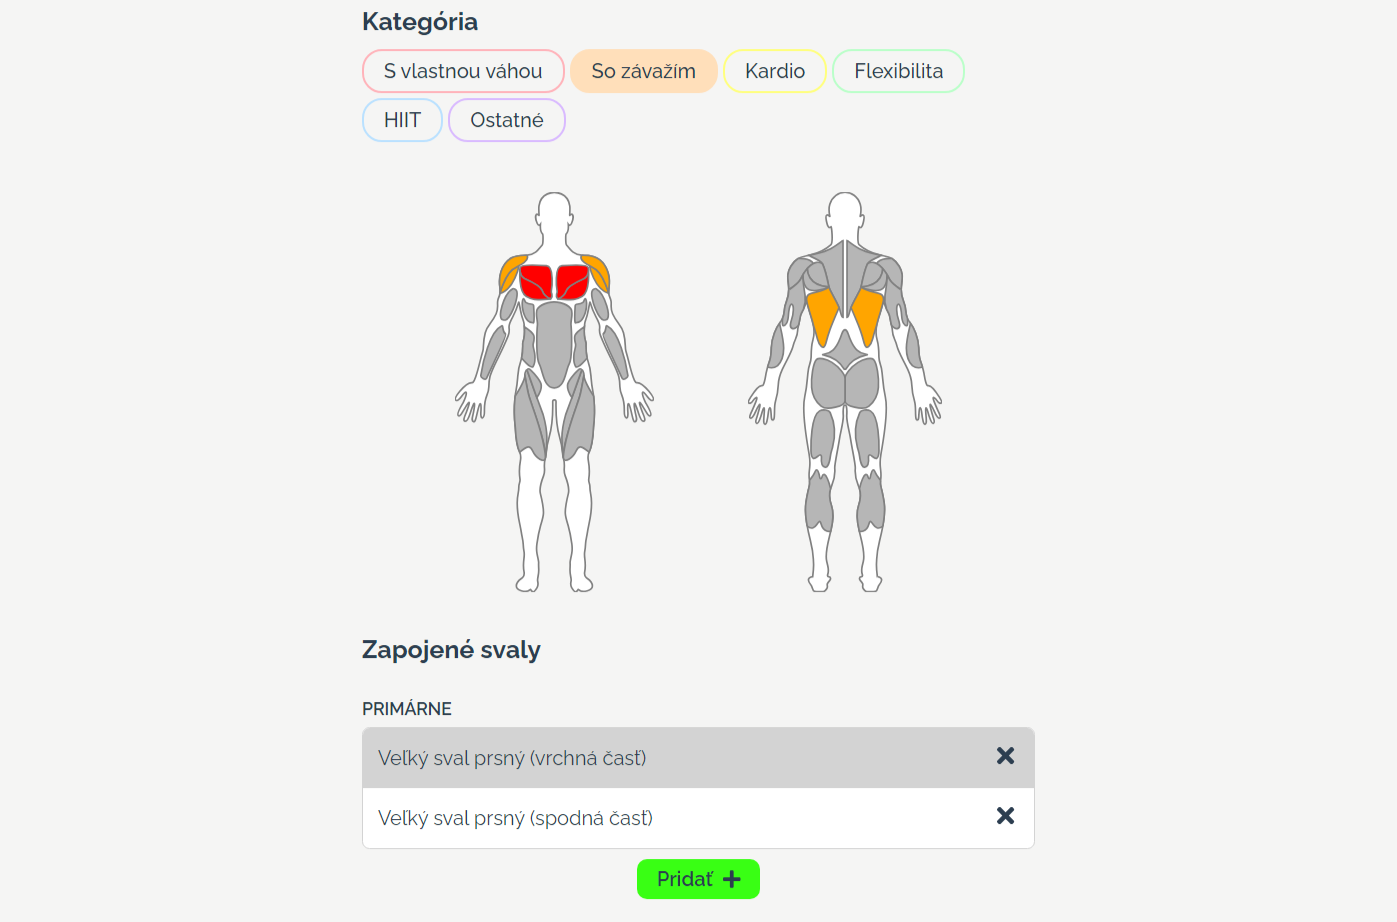 Kategória
S vlastnou váhou So závažím Kardio Flexibilita
HIIT Ostatné
Zapojené svaly
PRIMÁRNE
Veľký sval prsný (vrchná časť)
Veľký sval prsný (spodná časť)
Pridať